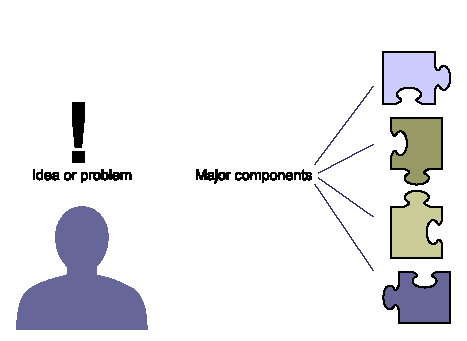 !
Idea or problem
Major components